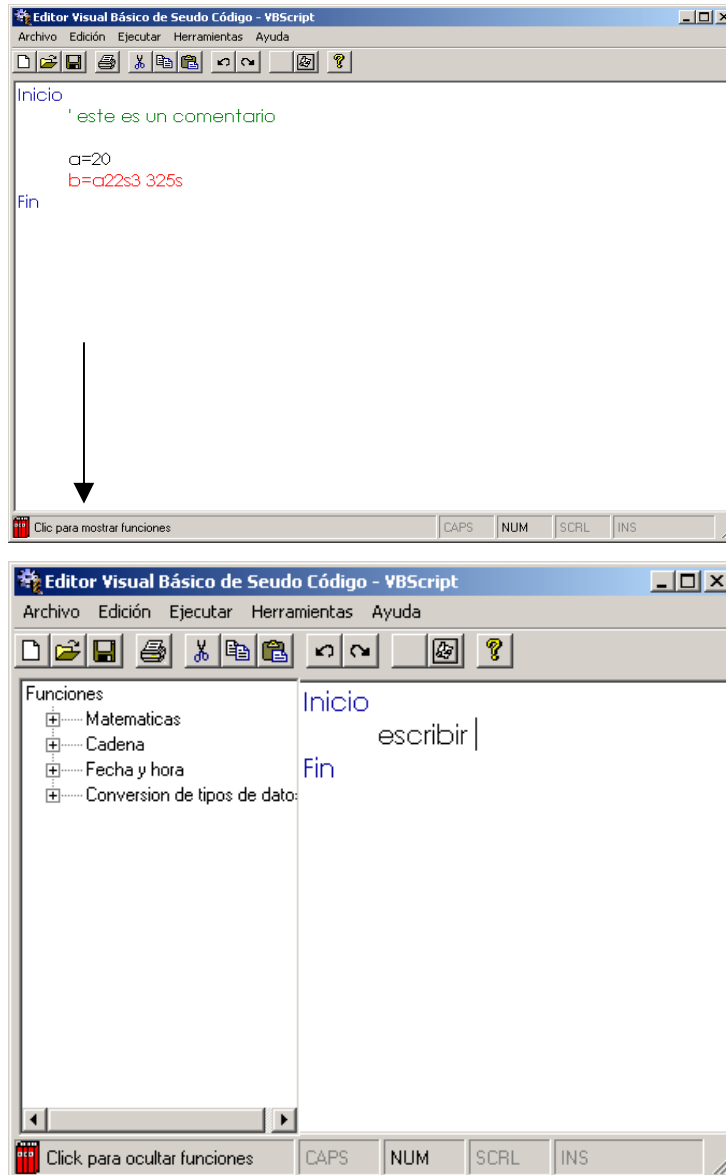 Editor Visual Básico de Seudo Código - VBScript
Archivo Edición Ejecutar Herramientas Ayuda
Inicio
' este es un comentario
a=20
b=a22s3 325s
Fin
Clic para mostrar funciones CAPS NUM SCRL INS
Editor Visual Básico de Seudo Código - VBScript
Archivo Edición Ejecutar Herramientas Ayuda
Funciones
Matematicas
Cadena
Fecha y hora
Conversion de tipos de dato
Inicio
escribir
Fin
Click para ocultar funciones CAPS NUM SCRL INS